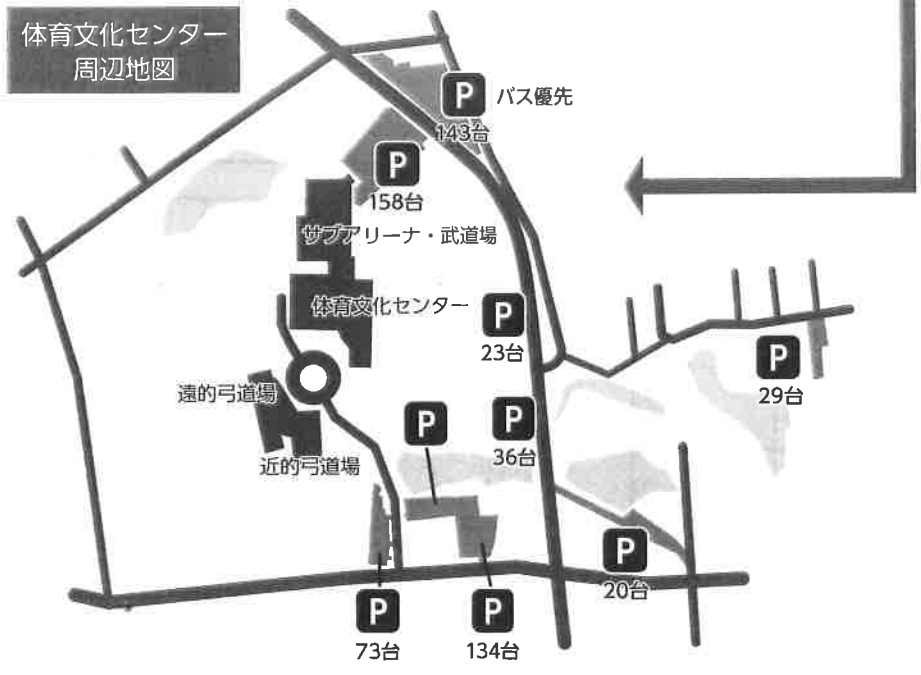 体育文化センター
周辺地図
P バス優先
143台
P
158台
サブアリーナ・武道場
体育文化センター
P
23台
P
29台
遠的弓道場
P
P
36台
近的弓道場
P
20台
P
73台
P
134台